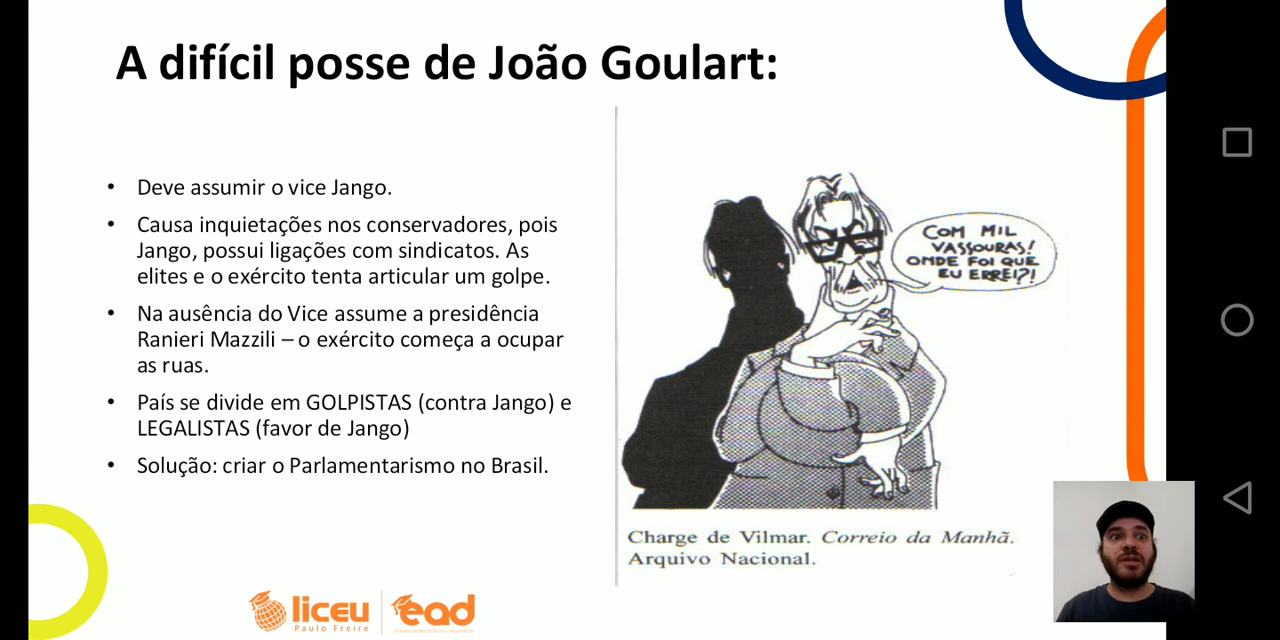 A difícil posse de João Goulart:
• Deve assumir o vice Jango.
• Causa inquietações nos conservadores, pois
Jango, possui ligações com sindicatos. As
elites e o exército tenta articular um golpe.
• Na ausência do Vice assume a presidência
Ranieri Mazzili – o exército começa a ocupar
as ruas.
• País se divide em GOLPISTAS (contra Jango) e
LEGALISTAS (favor de Jango)
• Solução: criar o Parlamentarismo no Brasil.
COM MIL
VASSOURAS!
ONDE FOI QUE
EU ERREI?!
Charge de Vilmar. Correio da Manhã.
Arquivo Nacional.
liceu
Paulo Freire
ead